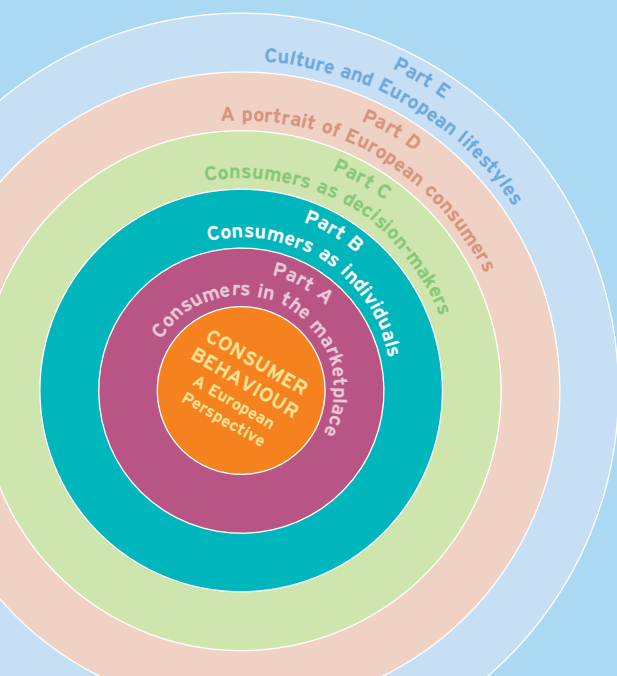 Part E
Culture and European lifestyles
Part D
A portrait of European consumers
Part C
Consumers as decision-makers
Part B
Consumers as individuals
Part A
Consumers in the marketplace
CONSUMER
BEHAVIOUR
A European
Perspective